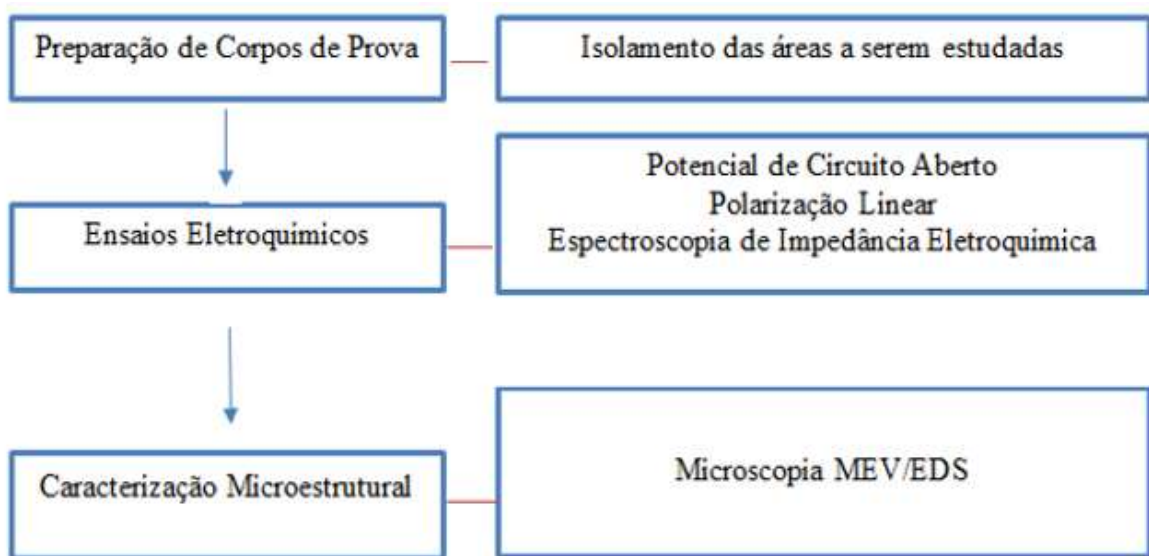 Preparação de Corpos de Prova
Isolamento das áreas a serem estudadas
Ensaios Eletroquimicos
Potencial de Circuito Aberto
Polarização Linear
Espectroscopia de Impedância Eletroquimica
Caracterização Microestrutural
Microscopia MEV/EDS